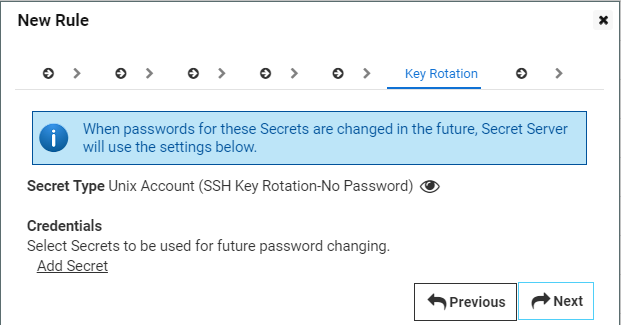 New Rule
Key Rotation
When passwords for these Secrets are changed in the future, Secret Server
will use the settings below.
Secret Type Unix Account (SSH Key Rotation-No Password)
Credentials
Select Secrets to be used for future password changing.
Add Secret
Previous Next